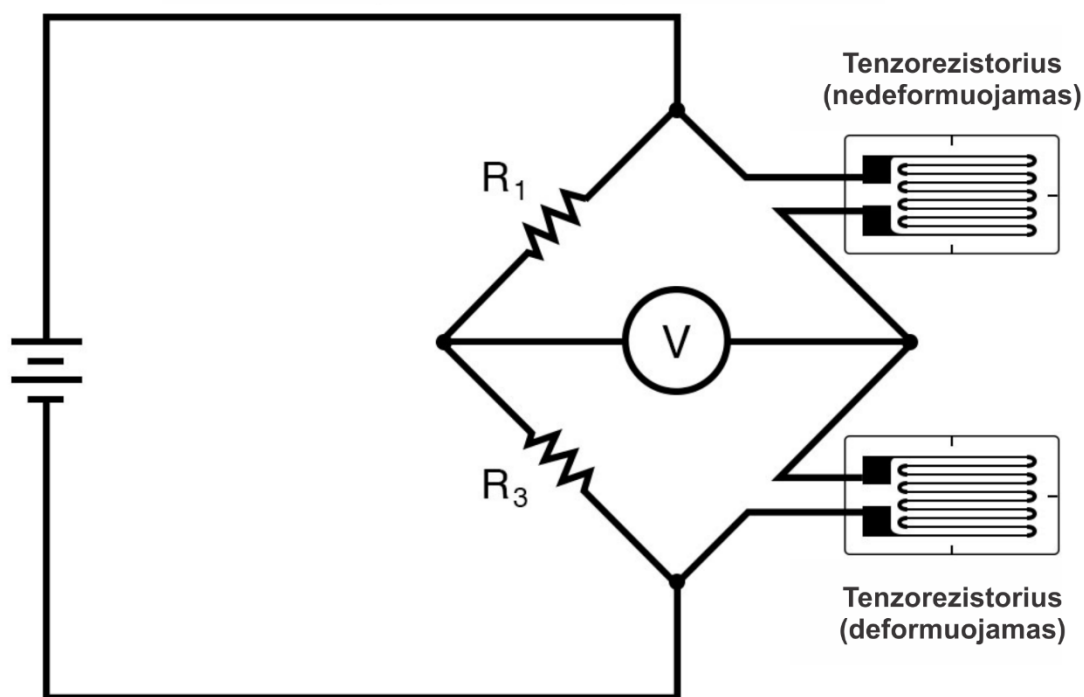 Tenzorezistorius
(nedeformuojamas)
R1
V
R3
Tenzorezistorius
(deformuojamas)